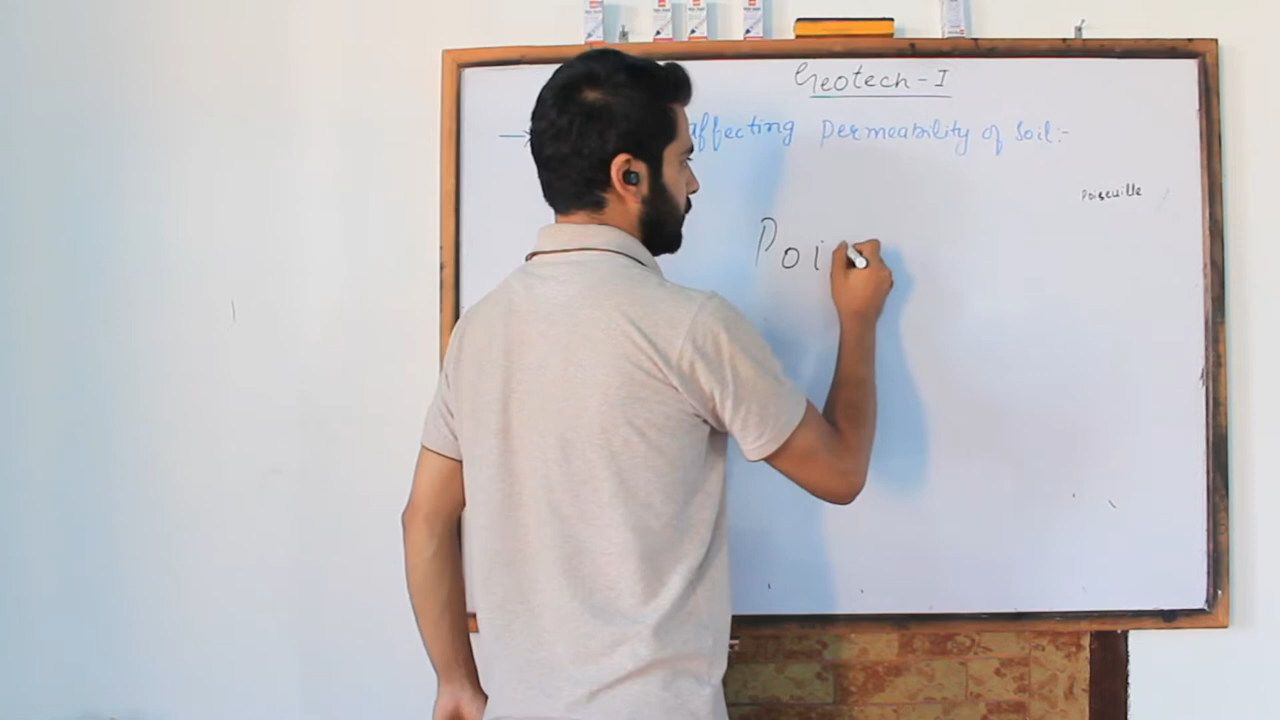 Geotech-I
→ affecting permeability of Soil:-
Poiseuille
Poi